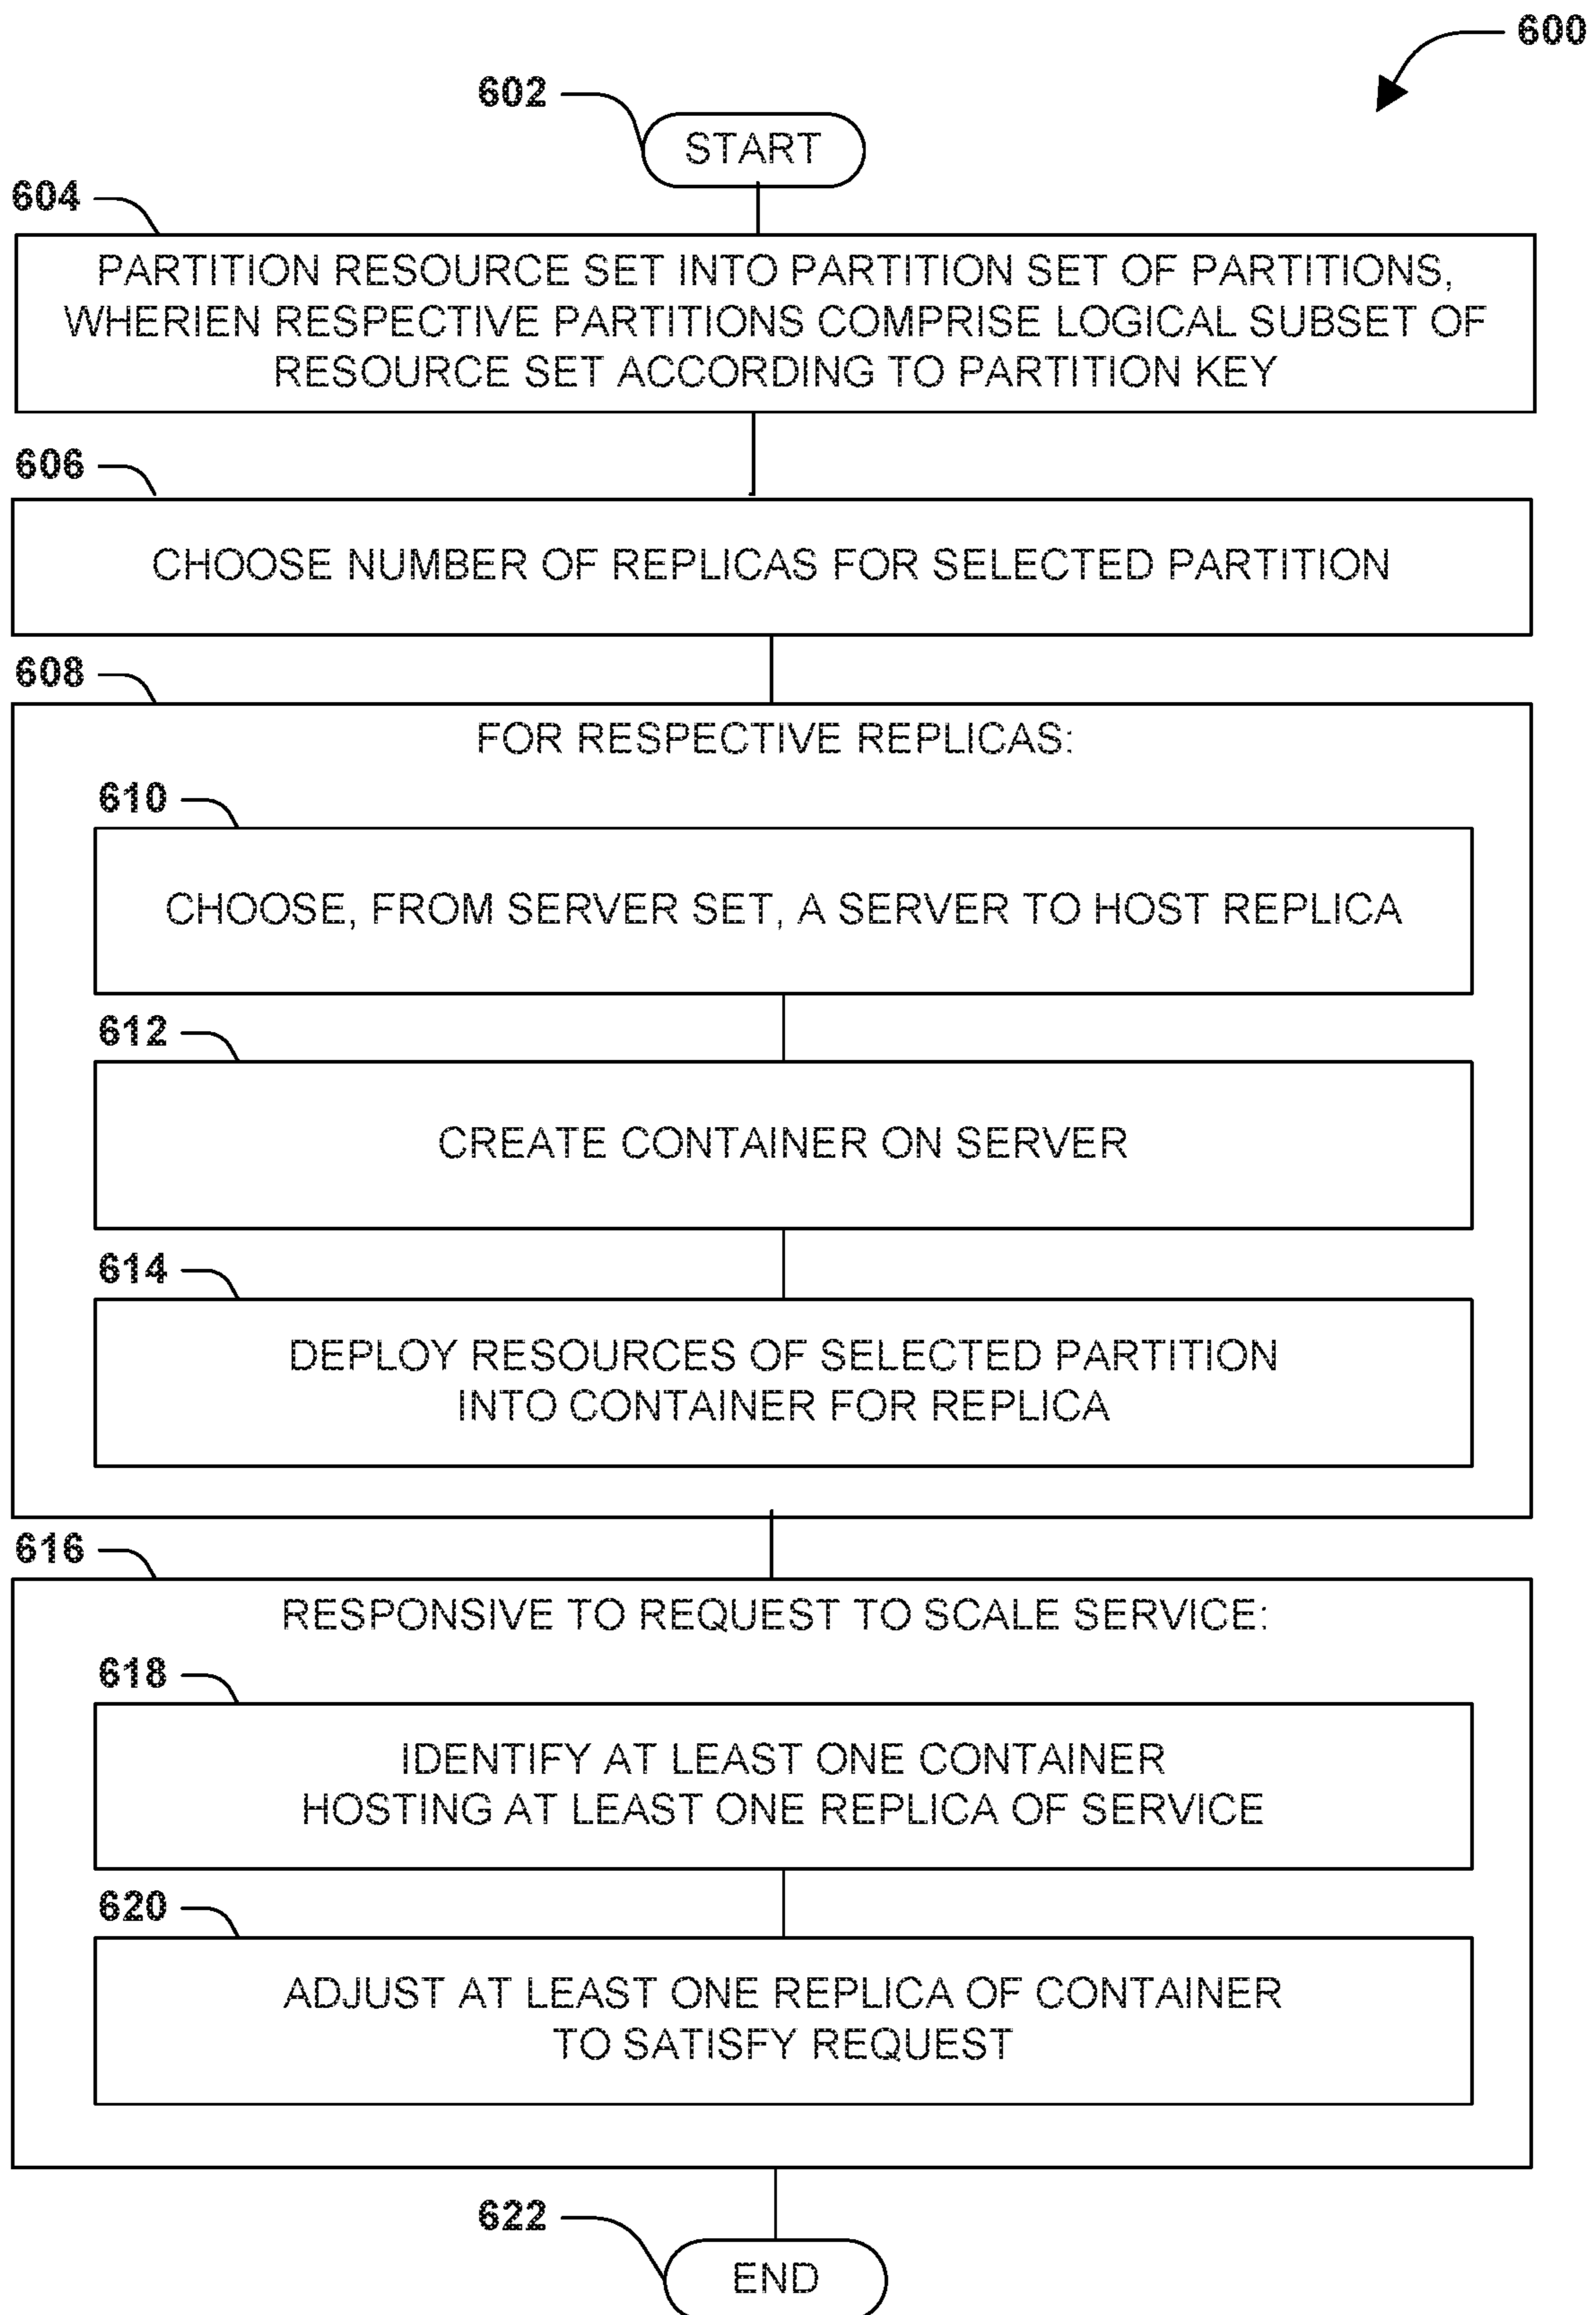 600
602
START
604
PARTITION RESOURCE SET INTO PARTITION SET OF PARTITIONS,
WHERIEN RESPECTIVE PARTITIONS COMPRISE LOGICAL SUBSET OF
RESOURCE SET ACCORDING TO PARTITION KEY
606
CHOOSE NUMBER OF REPLICAS FOR SELECTED PARTITION
608
FOR RESPECTIVE REPLICAS:
610
CHOOSE, FROM SERVER SET, A SERVER TO HOST REPLICA
612
CREATE CONTAINER ON SERVER
614
DEPLOY RESOURCES OF SELECTED PARTITION
INTO CONTAINER FOR REPLICA
616
RESPONSIVE TO REQUEST TO SCALE SERVICE:
618
IDENTIFY AT LEAST ONE CONTAINER
HOSTING AT LEAST ONE REPLICA OF SERVICE
620
ADJUST AT LEAST ONE REPLICA OF CONTAINER
TO SATISFY REQUEST
622
END